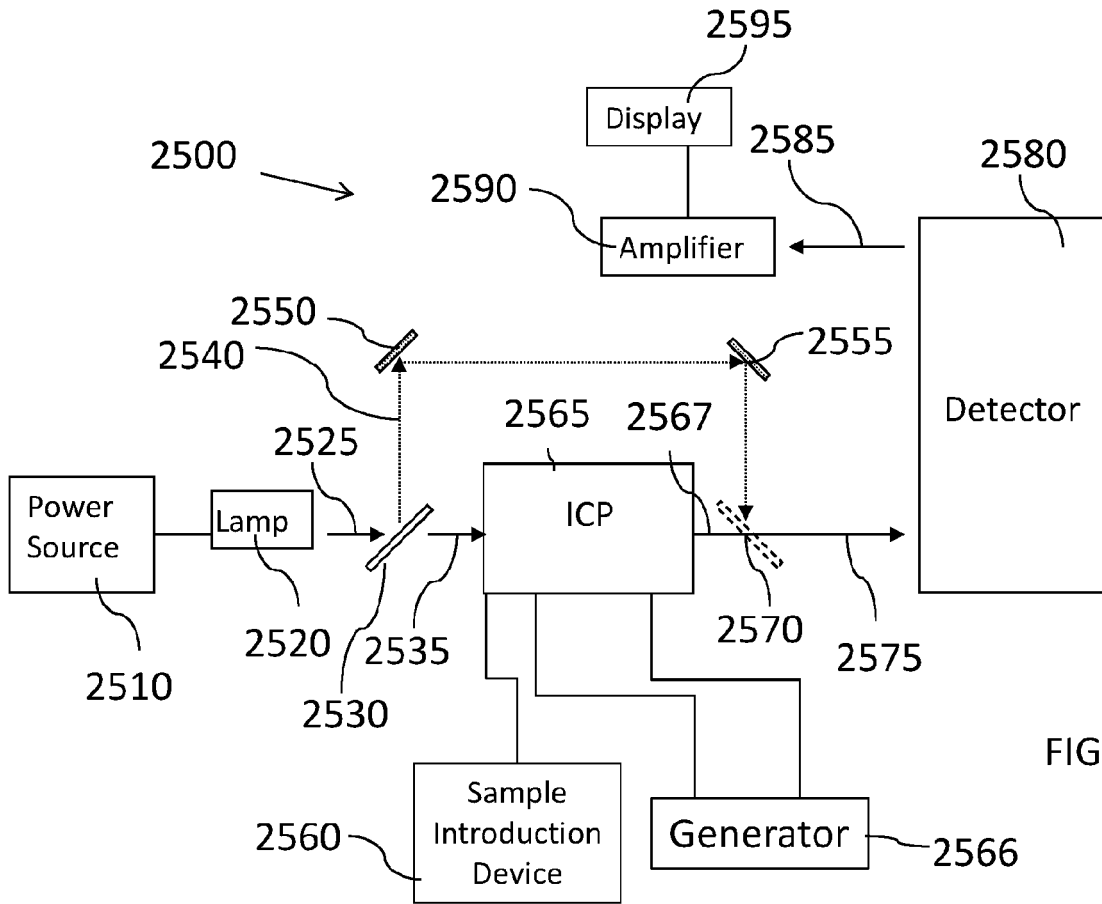 2595
Display
2585
2580
2500
2590
Amplifier
2550
2540
2555
2565
2567
Detector
2525
Power
Source
Lamp
ICP
2520
2535
2570
2575
2510
2530
FIG
Sample
Introduction
Device
2560
Generator
2566